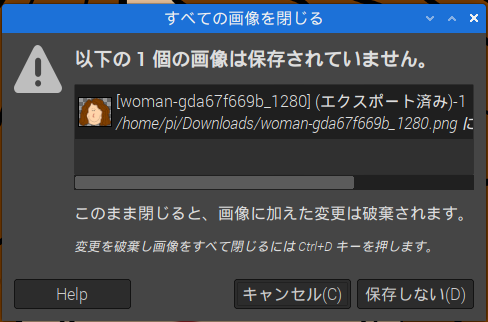 すべての画像を閉じる
以下の 1 個の画像は保存されていません。
[woman-gda67f669b_1280] (エクスポート済み)-1
/home/pi/Downloads/woman-gda67f669b_1280.png に
このまま閉じると、画像に加えた変更は破棄されます。
変更を破棄し画像をすべて閉じるには Ctrl+D キーを押します。
Help キャンセル(C) 保存しない(D)